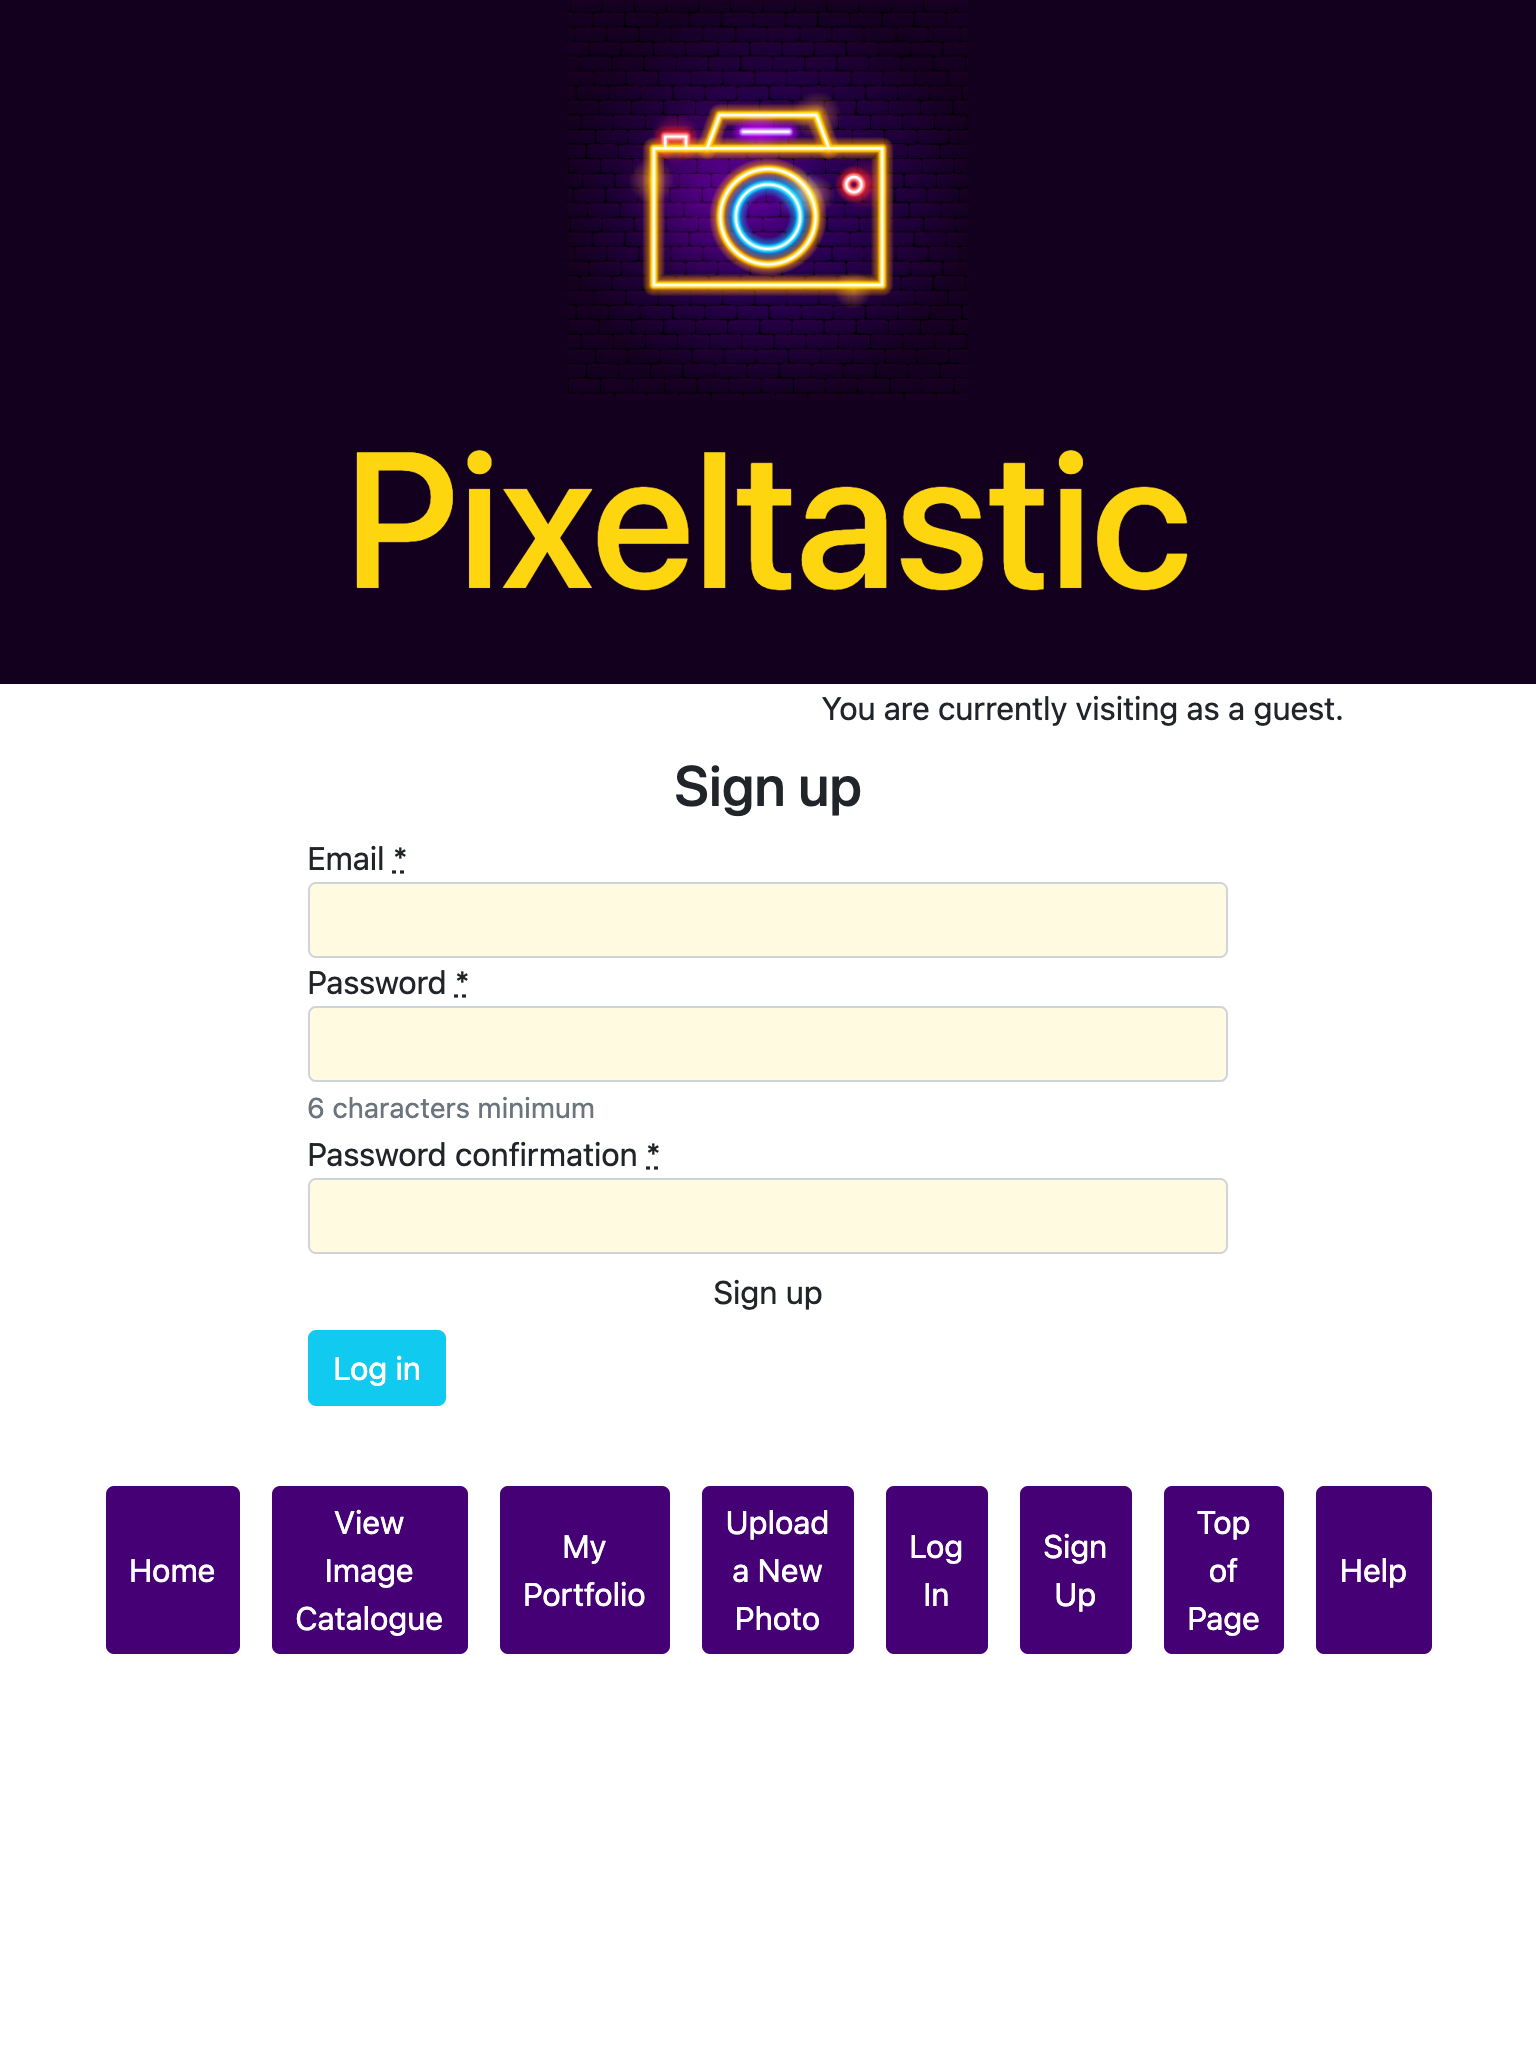 Pixeltastic
You are currently visiting as a guest.
Sign up
Email *
Password *
6 characters minimum
Password confirmation *
Sign up
Log in
Home
View
Image
Catalogue
My
Portfolio
Upload
a New
Photo
Log
In
Sign
Up
Top
of
Page
Help